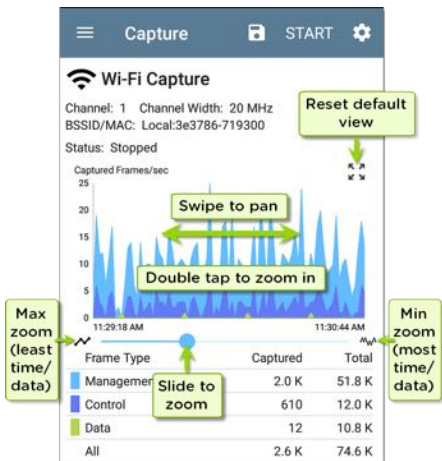 Capture
START
Wi-Fi Capture
Channel: 1 Channel Width: 20 MHz
BSSID/MAC: Local:3e3786-719300
Status: Stopped
Reset default
view
Captured Frames/sec
25
20
15
10
5
0
Swipe to pan
Double tap to zoom in
11:29:18 AM
11:30:44 AM
Max
zoom
(least
time/
data)
Min
zoom
(most
time/
data)
Slide to
zoom
Frame Type Captured Total
Managemen 2.0 K 51.8 K
Control 610 12.0 K
Data 12 10.8 K
All 2.6 K 74.6 K